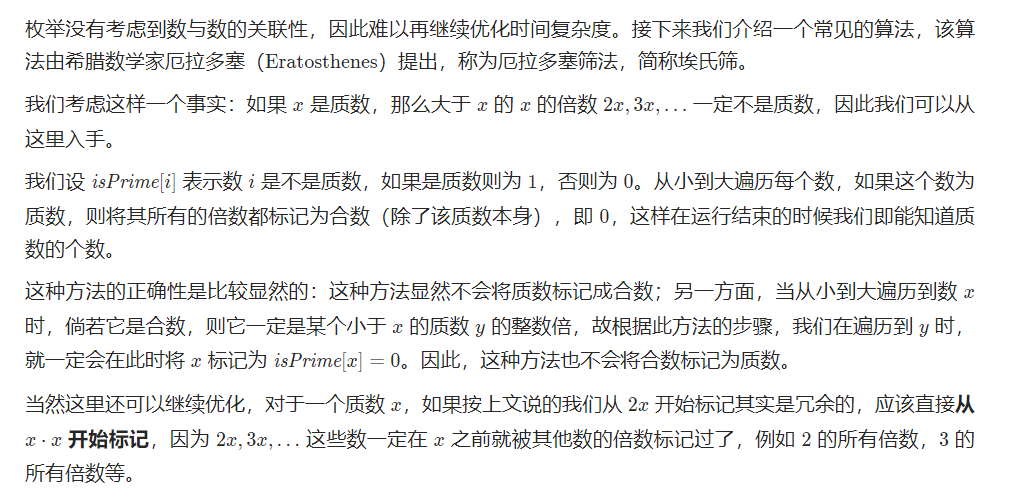 枚举没有考虑到数与数的关联性，因此难以再继续优化时间复杂度。接下来我们介绍一个常见的算法，该算
法由希腊数学家厄拉多塞（Eratosthenes）提出，称为厄拉多塞筛法，简称埃氏筛。
我们考虑这样一个事实：如果 x 是质数，那么大于 x 的 x 的倍数 2x, 3x, … 一定不是质数，因此我们可以从
这里入手。
我们设 isPrime[i] 表示数 i 是不是质数，如果是质数则为 1，否则为 0。从小到大遍历每个数，如果这个数为
质数，则将其所有的倍数都标记为合数（除了该质数本身），即 0，这样在运行结束的时候我们即能知道质
数的个数。
这种方法的正确性是比较显然的：这种方法显然不会将质数标记成合数；另一方面，当从小到大遍历到数 x
时，倘若它是合数，则它一定是某个小于 x 的质数 y 的整数倍，故根据此方法的步骤，我们在遍历到 y 时，
就一定会在此时将 x 标记为 isPrime[x] = 0。因此，这种方法也不会将合数标记为质数。
当然这里还可以继续优化，对于一个质数 x，如果按上文说的我们从 2x 开始标记其实是冗余的，应该直接从
x · x 开始标记，因为 2x, 3x, … 这些数一定在 x 之前就被其他数的倍数标记过了，例如 2 的所有倍数，3 的
所有倍数等。